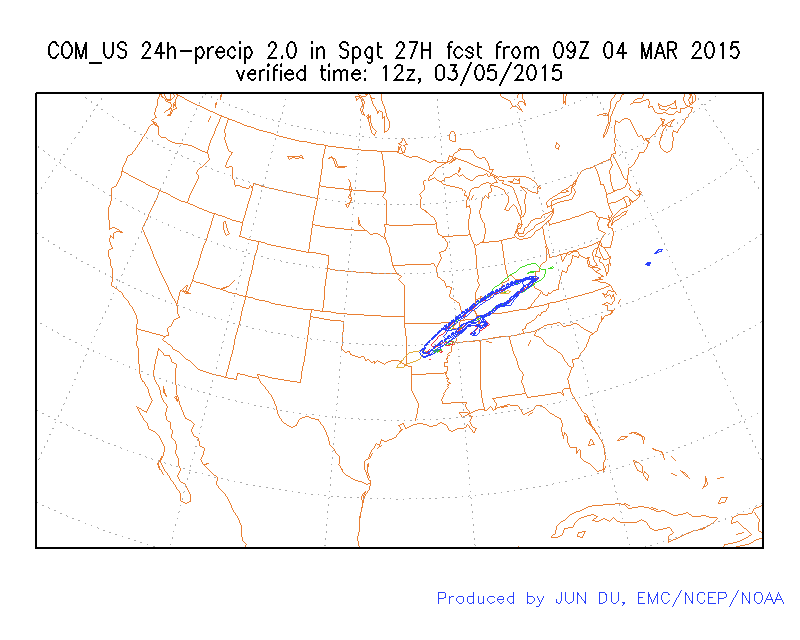 COM_US 24h-precip 2.0 in Spgt 27H fcst from 09Z 04 MAR 2015
verified time: 12z, 03/05/2015
Produced by JUN DU, EMC/NCEP/NOAA